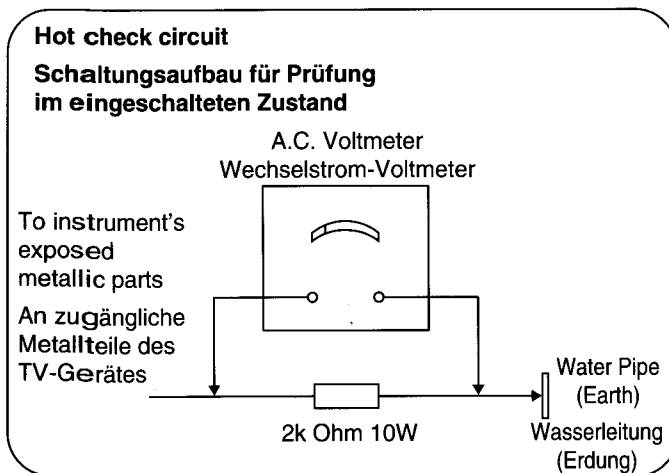 Hot check circuit
Schaltungsaufbau für Prüfung
im eingeschalteten Zustand
A.C. Voltmeter
Wechselstrom-Voltmeter
To instrument's
exposed
metallic parts
An zugängliche
Metallteile des
TV-Gerätes
2k Ohm 10W
Water Pipe
(Earth)
Wasserleitung
(Erdung)